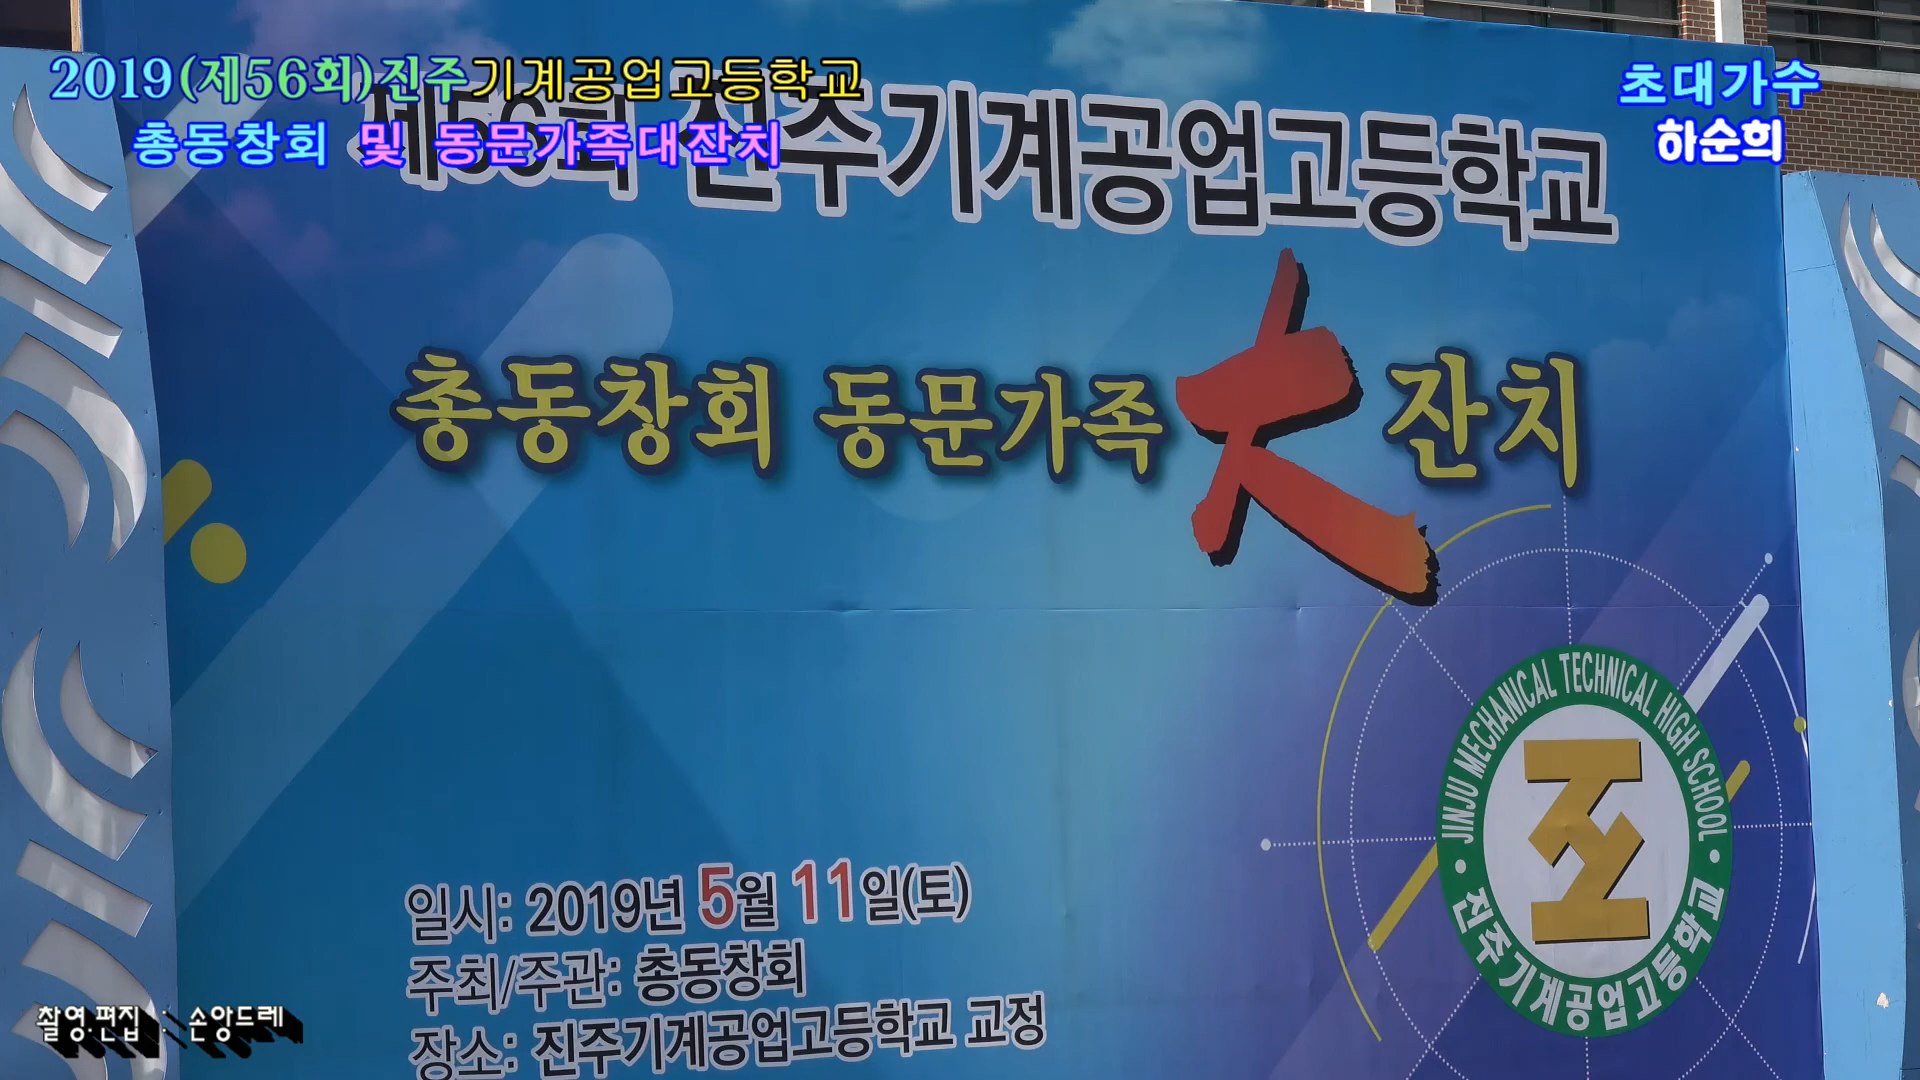 2019(제56회)진주기계공업고등학교
총동창회 및 동문가족대잔치
초대가수
하순희
제56회 진주기계공업고등학교
총동창회 동문가족 大 잔치
JINJU MECHANICAL TECHNICAL HIGH SCHOOL
진주기계공업고등학교
일시: 2019년 5월 11일(토)
주최/주관: 총동창회
장소: 진주기계공업고등학교 교정
촬영.편집 : 손앙드레